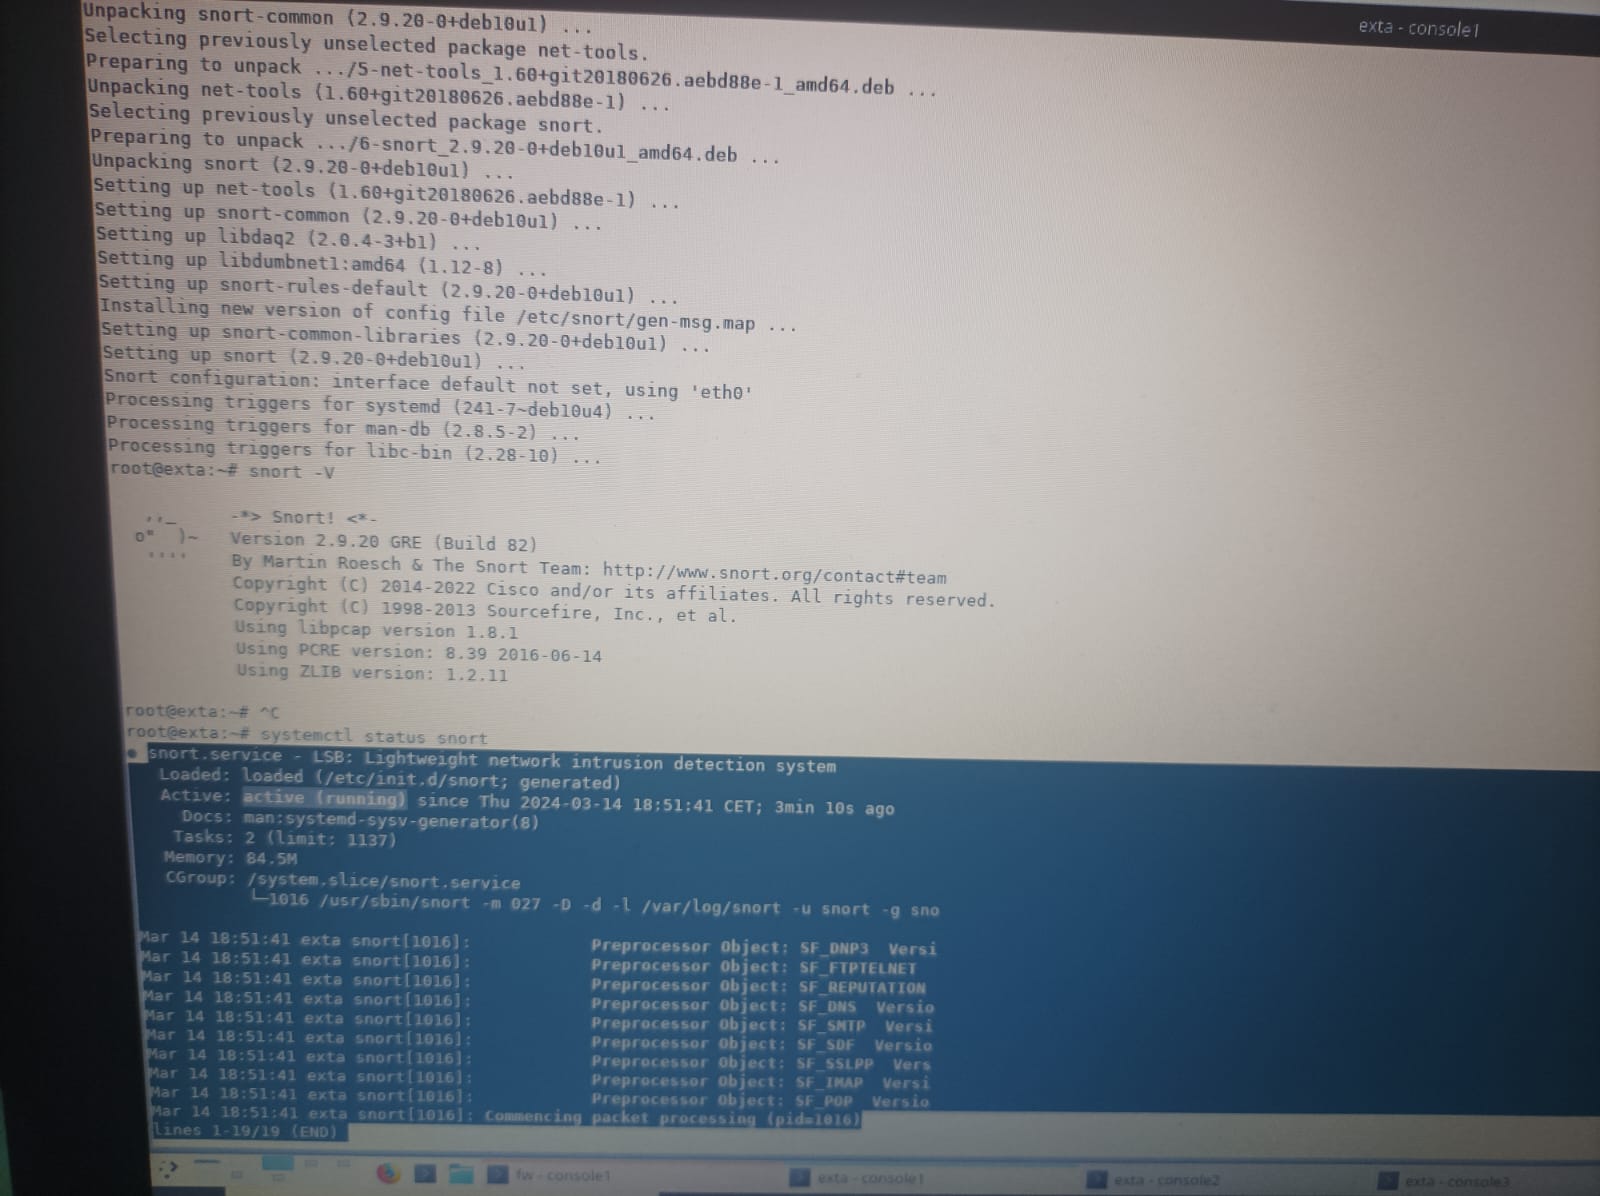 exta - console1
Unpacking snort-common (2.9.20-0+deb10u1) ...
Selecting previously unselected package net-tools.
Preparing to unpack .../5-net-tools_1.60+git20180626.aebd88e-1_amd64.deb ...
Unpacking net-tools (1.60+git20180626.aebd88e-1) ...
Selecting previously unselected package snort.
Preparing to unpack .../6-snort_2.9.20-0+deb10u1_amd64.deb ...
Unpacking snort (2.9.20-0+deb10u1) ...
Setting up net-tools (1.60+git20180626.aebd88e-1) ...
Setting up snort-common (2.9.20-0+deb10u1) ...
Setting up libdaq2 (2.0.4-3+b1) ...
Setting up libdumbnet1:amd64 (1.12-8) ...
Setting up snort-rules-default (2.9.20-0+deb10u1) ...
Installing new version of config file /etc/snort/gen-msg.map ...
Setting up snort-common-libraries (2.9.20-0+deb10u1) ...
Setting up snort (2.9.20-0+deb10u1) ...
Snort configuration: interface default not set, using 'eth0'
Processing triggers for systemd (241-7~deb10u4) ...
Processing triggers for man-db (2.8.5-2) ...
Processing triggers for libc-bin (2.28-10) ...
root@exta:~# snort -V
,,_     -*> Snort! <*-
o"  )~   Version 2.9.20 GRE (Build 82)
''''    By Martin Roesch & The Snort Team: http://www.snort.org/contact#team
Copyright (C) 2014-2022 Cisco and/or its affiliates. All rights reserved.
Copyright (C) 1998-2013 Sourcefire, Inc., et al.
Using libpcap version 1.8.1
Using PCRE version: 8.39 2016-06-14
Using ZLIB version: 1.2.11
root@exta:~# ^C
root@exta:~# systemctl status snort
● snort.service - LSB: Lightweight network intrusion detection system
Loaded: loaded (/etc/init.d/snort; generated)
Active: active (running) since Thu 2024-03-14 18:51:41 CET; 3min 10s ago
Docs: man:systemd-sysv-generator(8)
Tasks: 2 (limit: 1137)
Memory: 84.5M
CGroup: /system.slice/snort.service
└─1016 /usr/sbin/snort -m 027 -D -d -l /var/log/snort -u snort -g sno
Mar 14 18:51:41 exta snort[1016]: Preprocessor Object: SF_DNP3 Versi
Mar 14 18:51:41 exta snort[1016]: Preprocessor Object: SF_FTPTELNET
Mar 14 18:51:41 exta snort[1016]: Preprocessor Object: SF_REPUTATION
Mar 14 18:51:41 exta snort[1016]: Preprocessor Object: SF_DNS Versio
Mar 14 18:51:41 exta snort[1016]: Preprocessor Object: SF_SMTP Versi
Mar 14 18:51:41 exta snort[1016]: Preprocessor Object: SF_SDF Versio
Mar 14 18:51:41 exta snort[1016]: Preprocessor Object: SF_SSLPP Vers
Mar 14 18:51:41 exta snort[1016]: Preprocessor Object: SF_IMAP Versi
Mar 14 18:51:41 exta snort[1016]: Preprocessor Object: SF_POP Versio
Mar 14 18:51:41 exta snort[1016]: Commencing packet processing (pid=1016)
lines 1-19/19 (END)
fw - console1
exta - console1
exta - console2
exta - console3